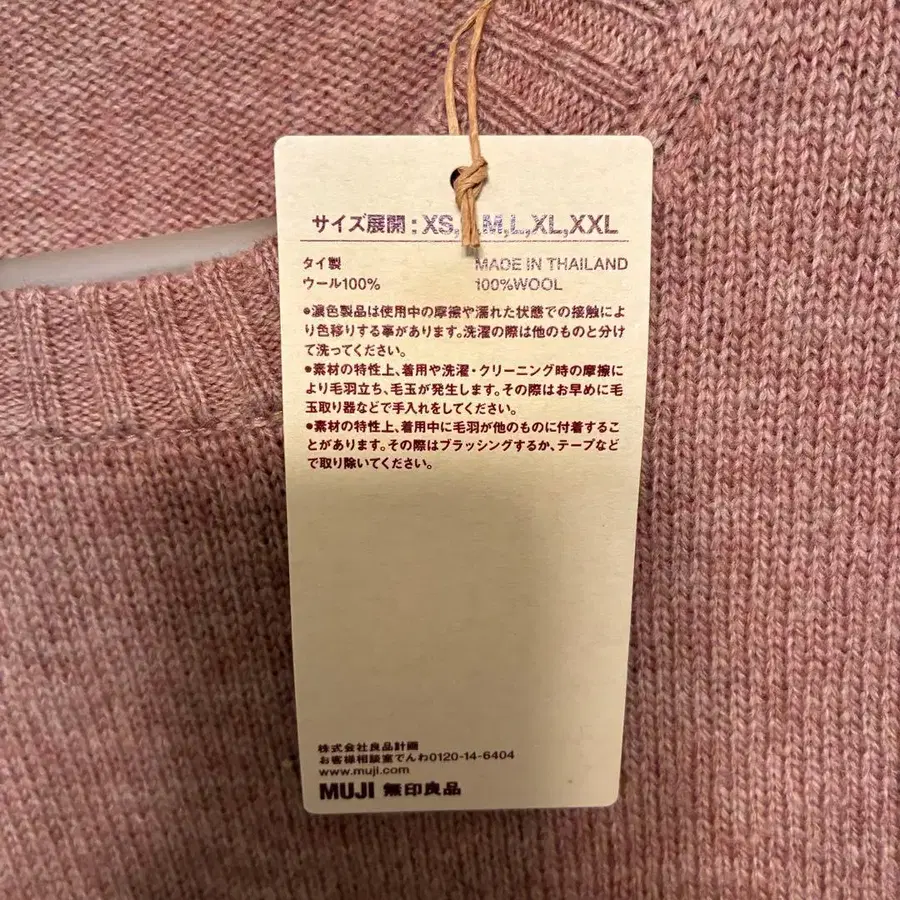 サイズ展開：XS, M,L,XL,XXL
タイ製 MADE IN THAILAND
ウール100% 100%WOOL
●濃色製品は使用中の摩擦や濡れた状態での接触によ
り色移りする事があります。洗濯の際は他のものと分け
て洗ってください。
●素材の特性上、着用や洗濯・クリーニング時の摩擦に
より毛羽立ち、毛玉が発生します。その際はお早めに毛
玉取り器などで手入れをしてください。
●素材の特性上、着用中に毛羽が他のものに付着するこ
とがあります。その際はブラッシングするか、テープなど
で取り除いてください。
株式会社良品計画
お客様相談室でんわ0120-14-6404
www.muji.com
MUJI 無印良品